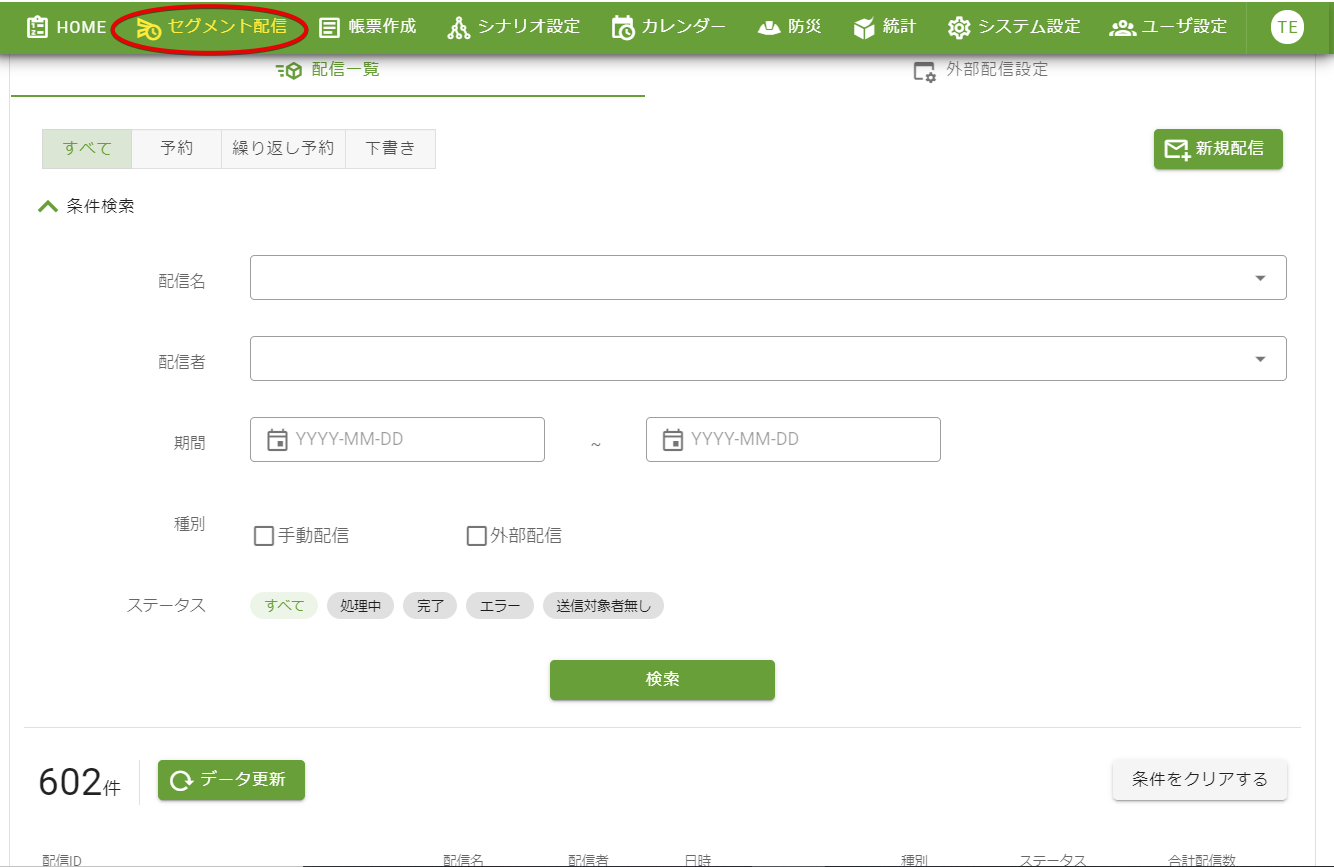 HOME セグメント配信 帳票作成 シナリオ設定 カレンダー 防災 統計 システム設定 ユーザ設定 TE
配信一覧 外部配信設定
すべて 予約 繰り返し予約 下書き 新規配信
条件検索
配信名
配信者
期間 YYYY-MM-DD ~ YYYY-MM-DD
種別 手動配信 外部配信
ステータス すべて 処理中 完了 エラー 送信対象者無し
検索
602件 データ更新 条件をクリアする
配信ID 配信名 配信者 日時 種別 ステータス 合計配信数